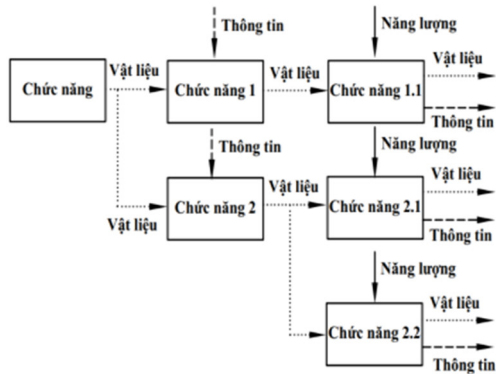 Thông tin
Năng lượng
Vật liệu
Vật liệu
Vật liệu
Chức năng
Chức năng 1
Chức năng 1.1
Thông tin
Thông tin
Năng lượng
Vật liệu
Vật liệu
Chức năng 2
Chức năng 2.1
Vật liệu
Thông tin
Năng lượng
Vật liệu
Chức năng 2.2
Thông tin